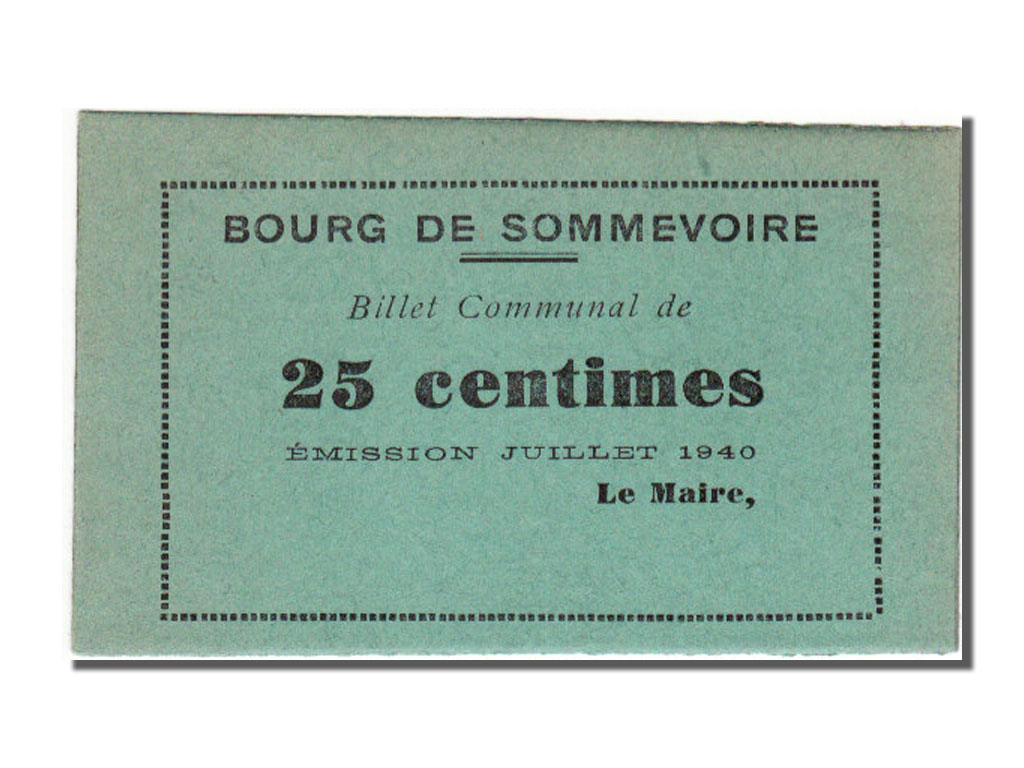 BOURG DE SOMMEVOIRE
Billet Communal de
25 centimes
ÉMISSION JUILLET 1940
Le Maire,